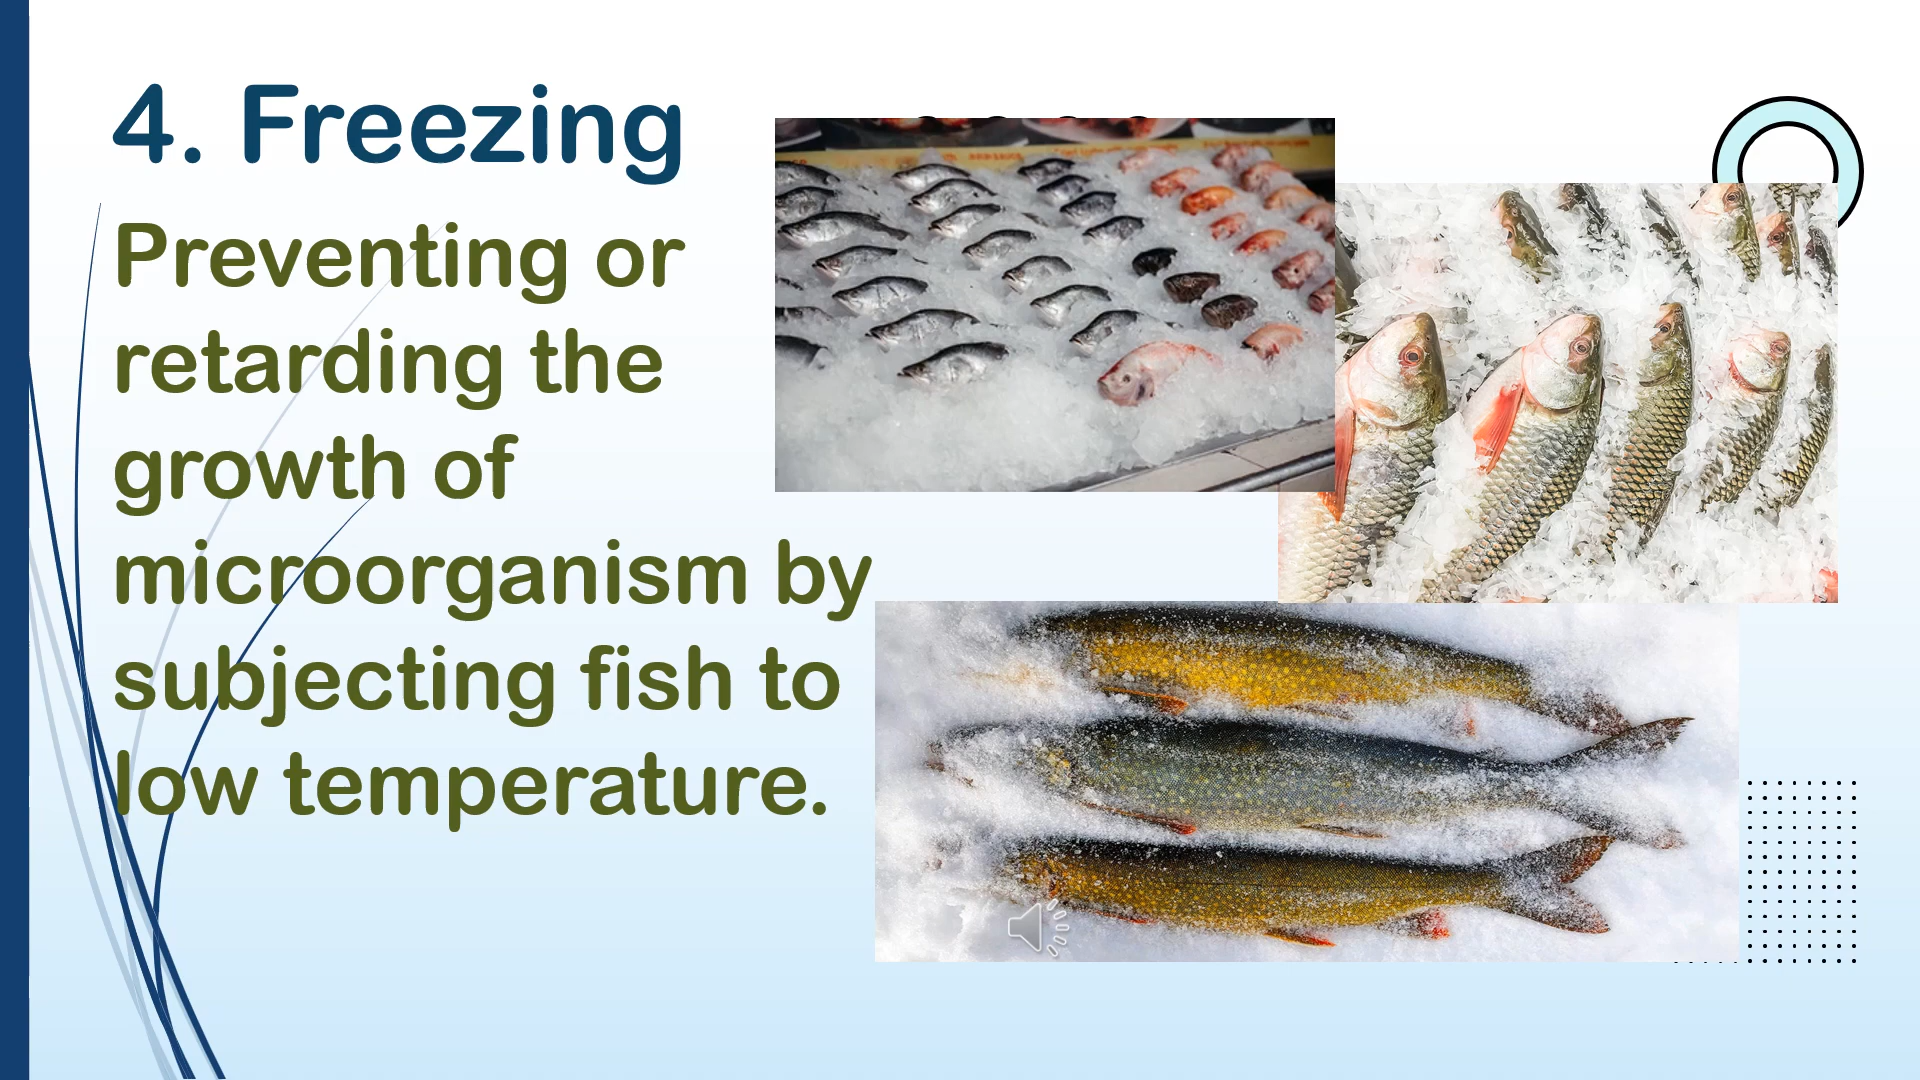 4. Freezing
Preventing or
retarding the
growth of
microorganism by
subjecting fish to
low temperature.